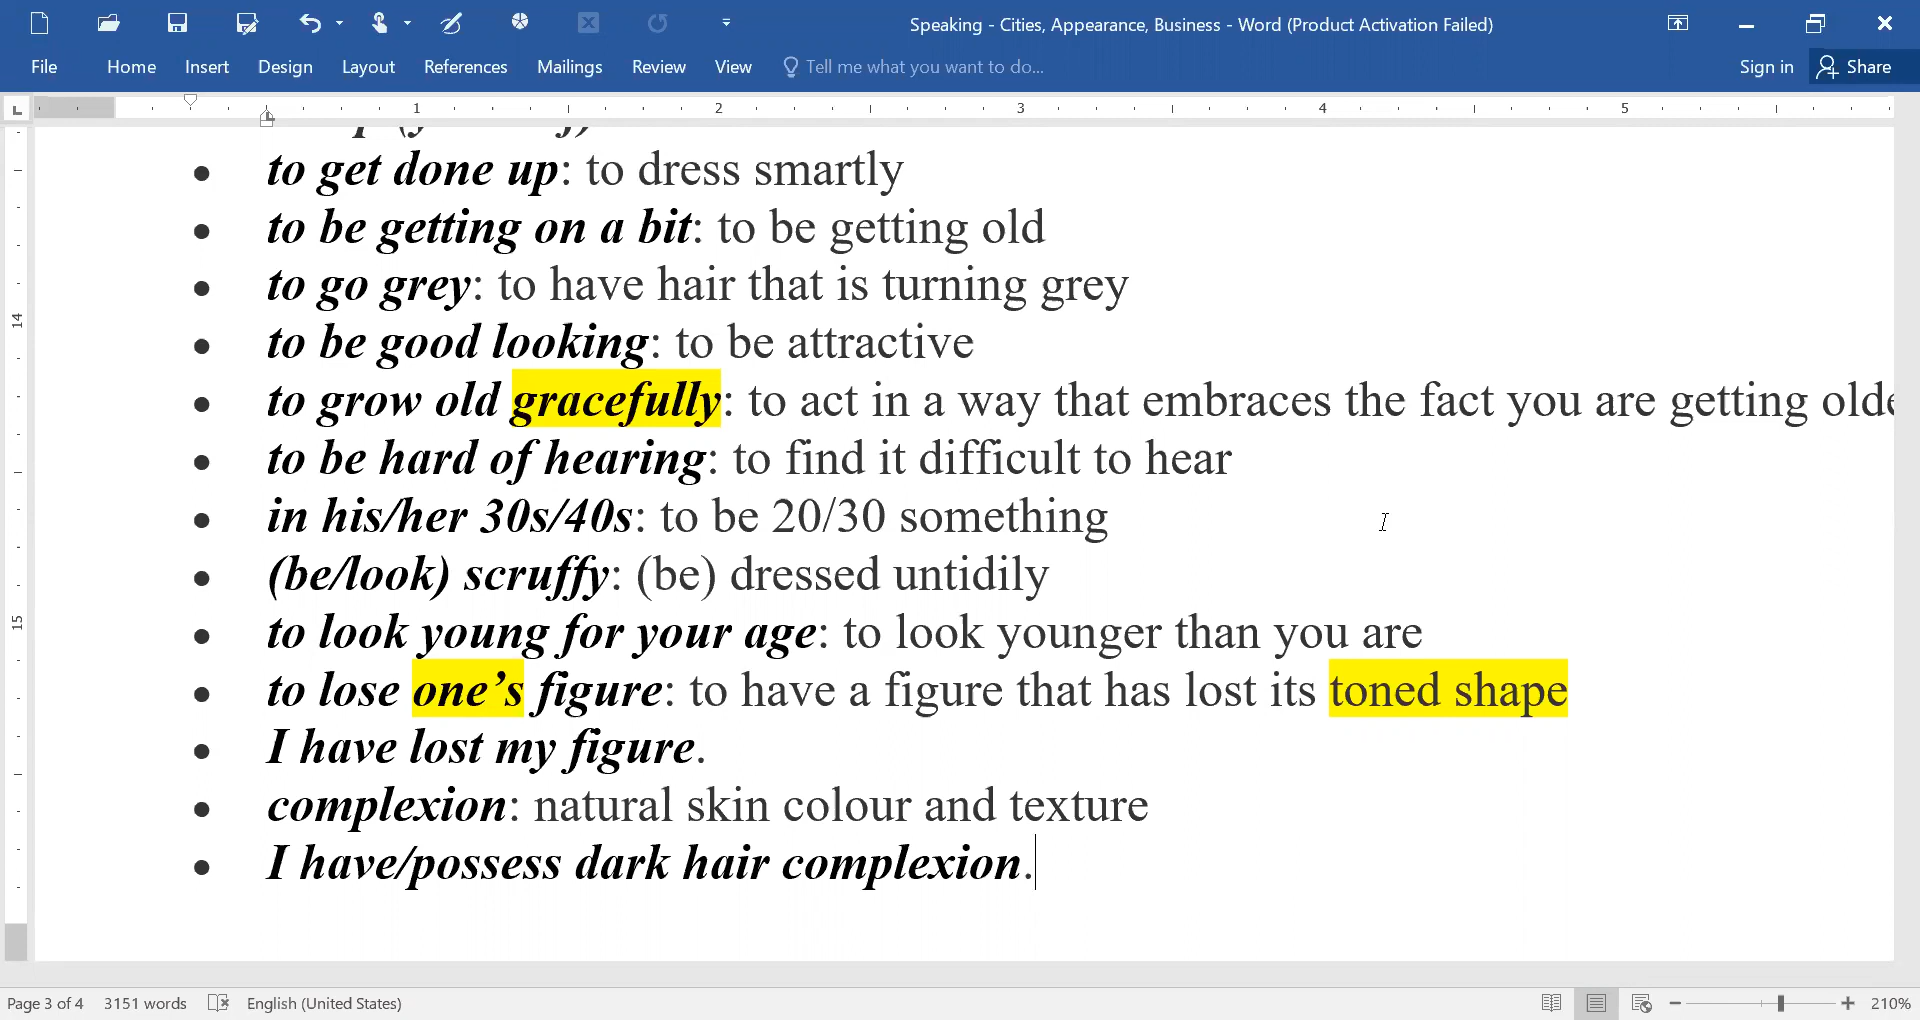 Speaking - Cities, Appearance, Business - Word (Product Activation Failed)
File Home Insert Design Layout References Mailings Review View Tell me what you want to do... Sign in Share
1 2 3 4 5
to get done up: to dress smartly
to be getting on a bit: to be getting old
to go grey: to have hair that is turning grey
14
to be good looking: to be attractive
to grow old gracefully: to act in a way that embraces the fact you are getting olde
to be hard of hearing: to find it difficult to hear
in his/her 30s/40s: to be 20/30 something
(be/look) scruffy: (be) dressed untidily
15
to look young for your age: to look younger than you are
to lose one’s figure: to have a figure that has lost its toned shape
I have lost my figure.
complexion: natural skin colour and texture
I have/possess dark hair complexion.
Page 3 of 4 3151 words English (United States) 210%